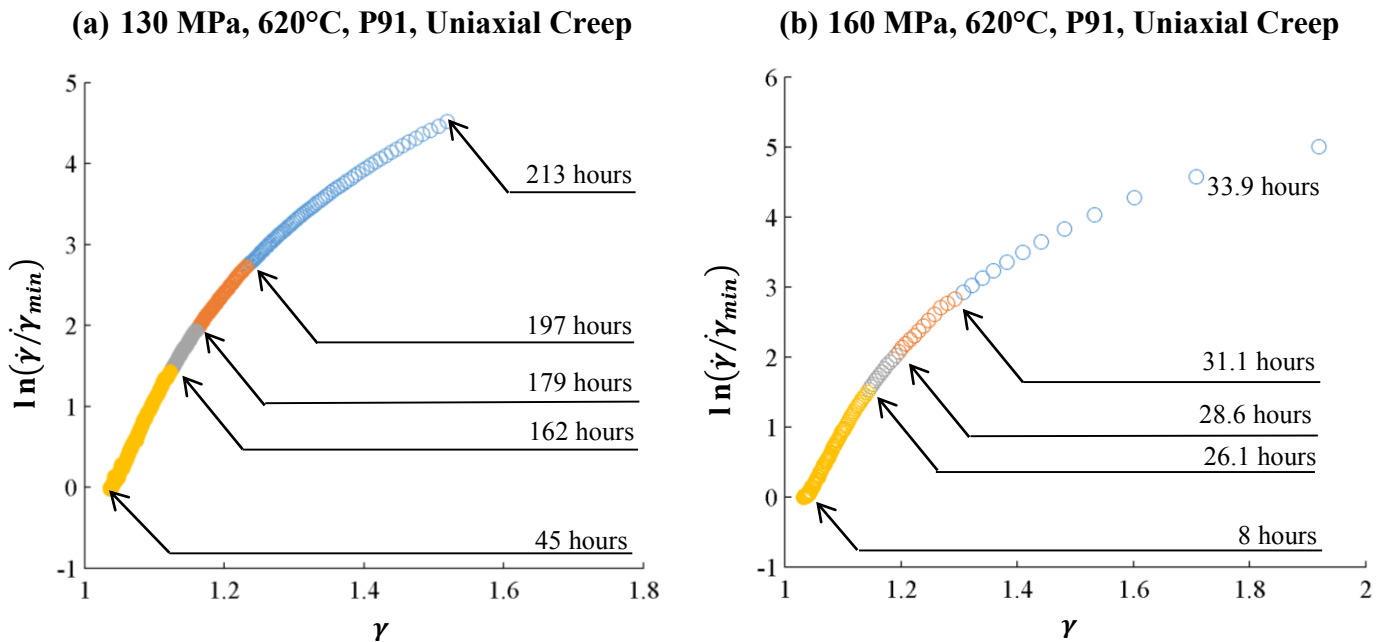 (a) 130 MPa, 620°C, P91, Uniaxial Creep
5
4
3
2
1
0
-1
1
1.2
1.4
1.6
1.8
ln(γ̇/γ̇min)
γ
213 hours
197 hours
179 hours
162 hours
45 hours
(b) 160 MPa, 620°C, P91, Uniaxial Creep
6
5
4
3
2
1
0
-1
1
1.2
1.4
1.6
1.8
2
ln(γ̇/γ̇min)
γ
33.9 hours
31.1 hours
28.6 hours
26.1 hours
8 hours